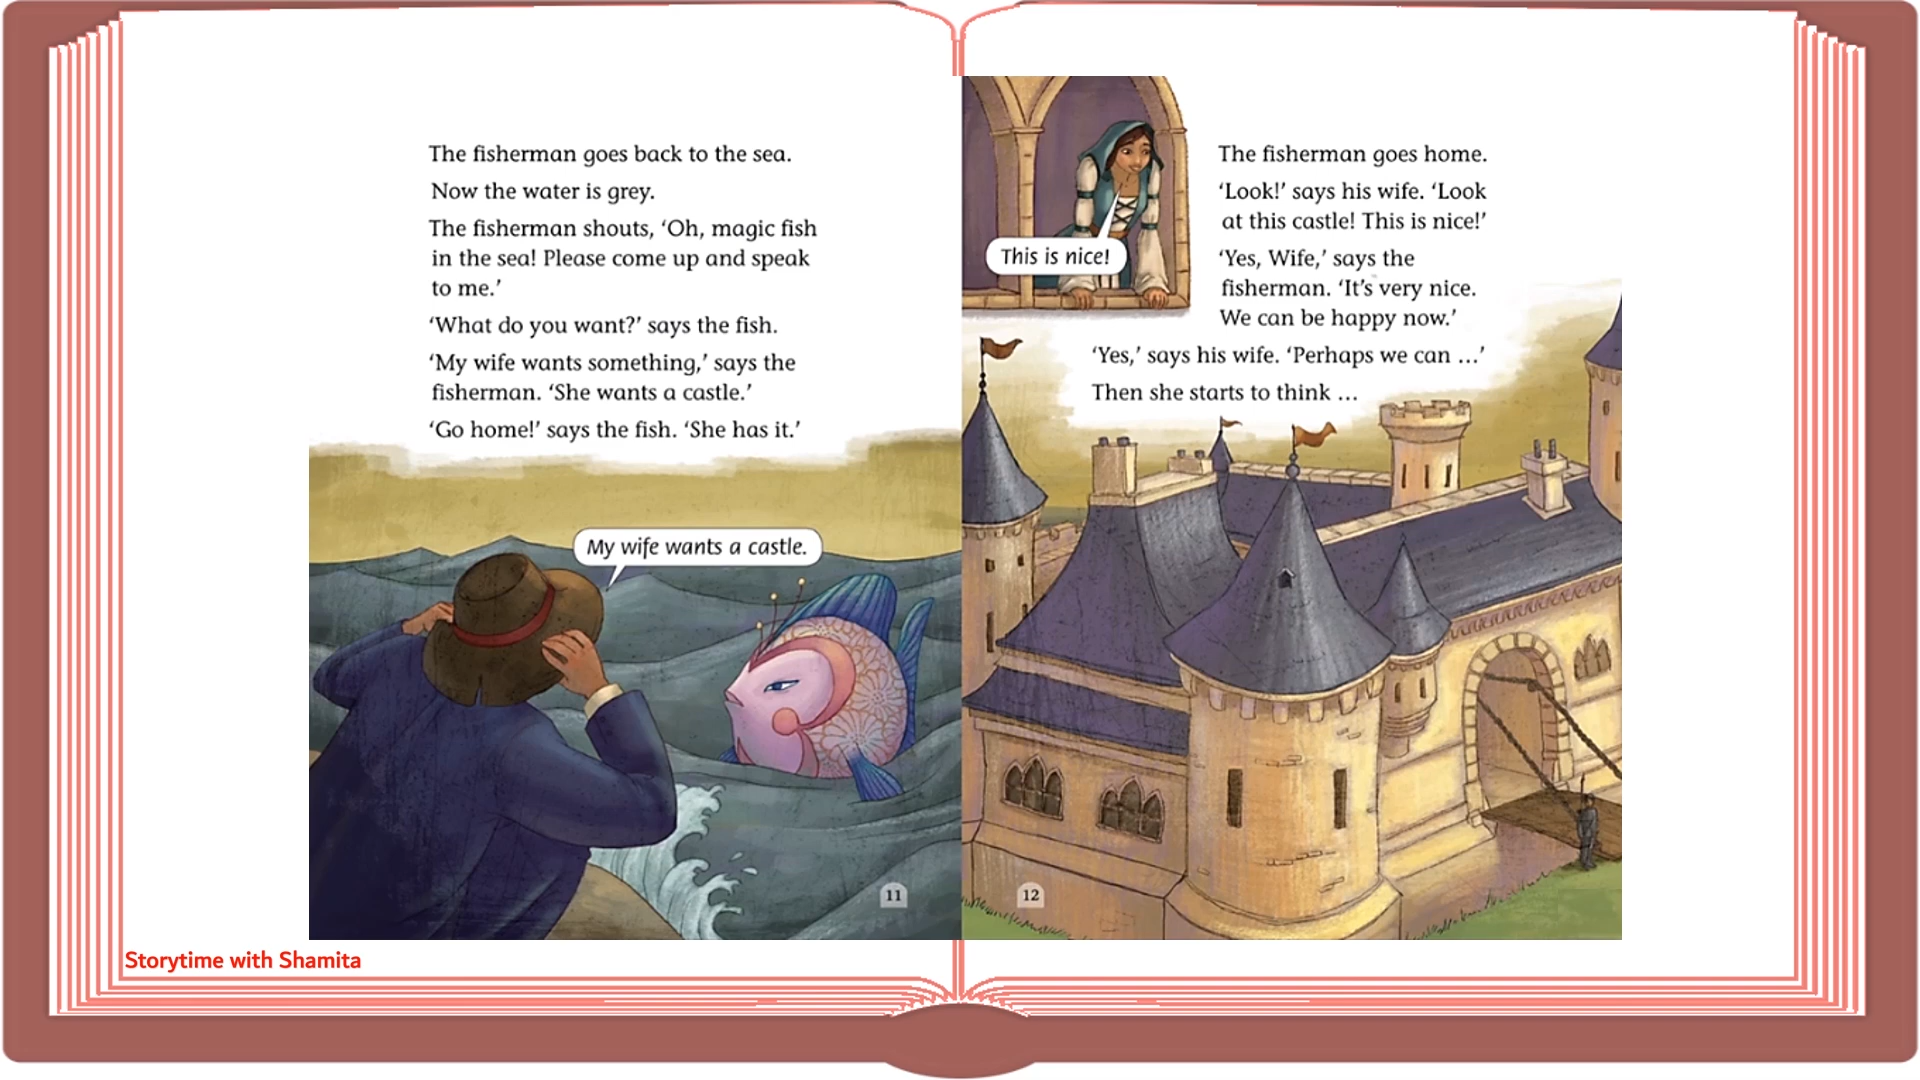 The fisherman goes back to the sea.
Now the water is grey.
The fisherman shouts, ‘Oh, magic fish
in the sea! Please come up and speak
to me.’
‘What do you want?’ says the fish.
‘My wife wants something,’ says the
fisherman. ‘She wants a castle.’
‘Go home!’ says the fish. ‘She has it.’
My wife wants a castle.
11
This is nice!
The fisherman goes home.
‘Look!’ says his wife. ‘Look
at this castle! This is nice!’
‘Yes, Wife,’ says the
fisherman. ‘It’s very nice.
We can be happy now.’
‘Yes,’ says his wife. ‘Perhaps we can ...’
Then she starts to think ...
12
Storytime with Shamita